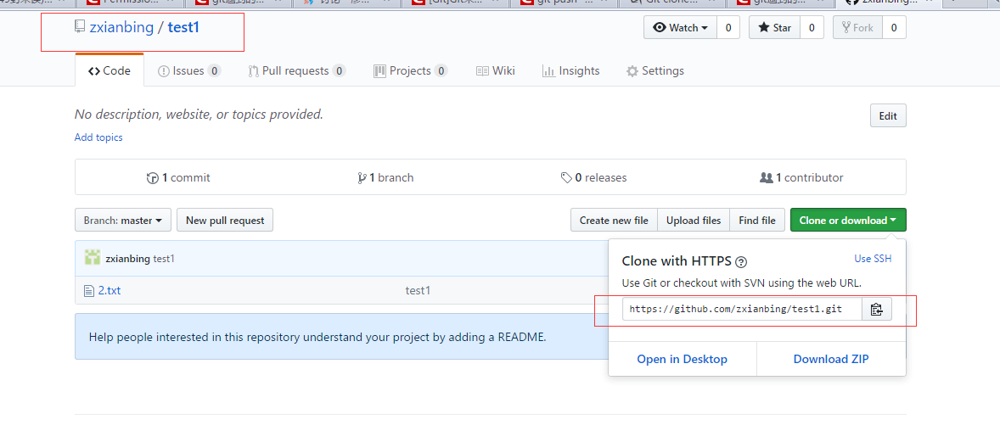 zxianbing / test1
Watch 0 Star 0 Fork 0
Code Issues 0 Pull requests 0 Projects 0 Wiki Insights Settings
No description, website, or topics provided.
Edit
Add topics
1 commit 1 branch 0 releases 1 contributor
Branch: master New pull request Create new file Upload files Find file Clone or download
zxianbing test1
Clone with HTTPS ? Use SSH
Use Git or checkout with SVN using the web URL.
2.txt test1
https://github.com/zxianbing/test1.git
Help people interested in this repository understand your project by adding a README.
Open in Desktop Download ZIP